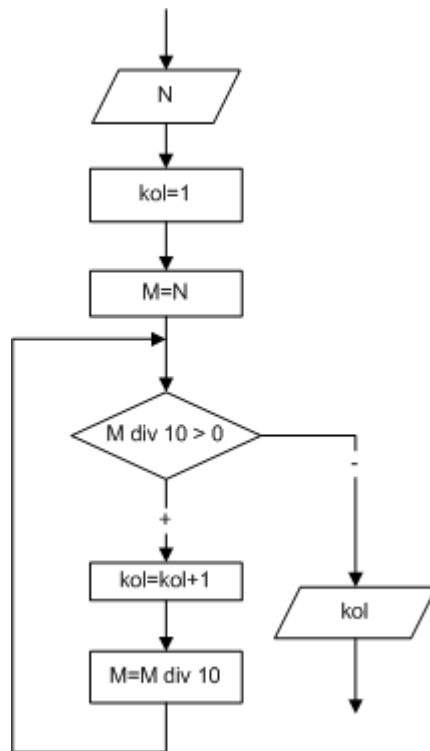 N
kol=1
M=N
M div 10 > 0
-
+
kol=kol+1
kol
M=M div 10